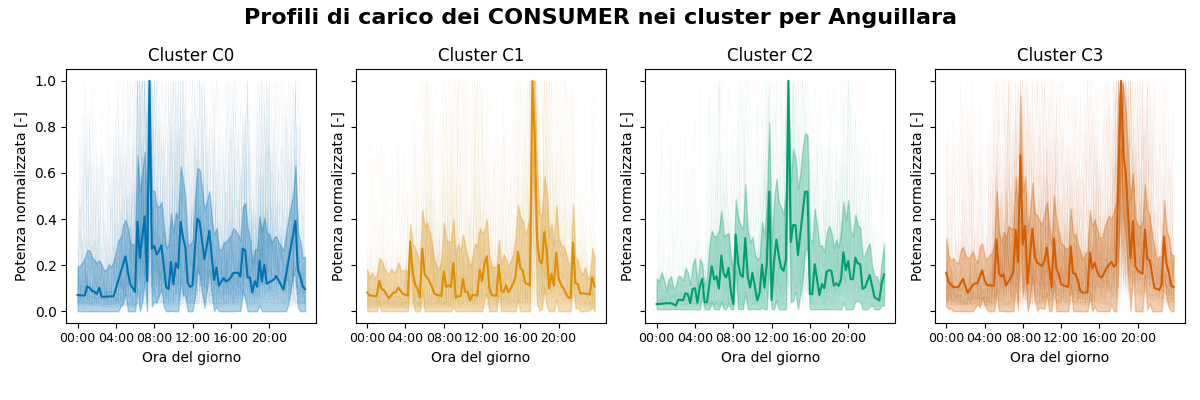 Profili di carico dei CONSUMER nei cluster per Anguillara
Cluster C0
Potenza normalizzata [-]
1.0
0.8
0.6
0.4
0.2
0.0
00:00 04:00 08:00 12:00 16:00 20:00
Ora del giorno
Cluster C1
Potenza normalizzata [-]
00:00 04:00 08:00 12:00 16:00 20:00
Ora del giorno
Cluster C2
Potenza normalizzata [-]
00:00 04:00 08:00 12:00 16:00 20:00
Ora del giorno
Cluster C3
Potenza normalizzata [-]
00:00 04:00 08:00 12:00 16:00 20:00
Ora del giorno